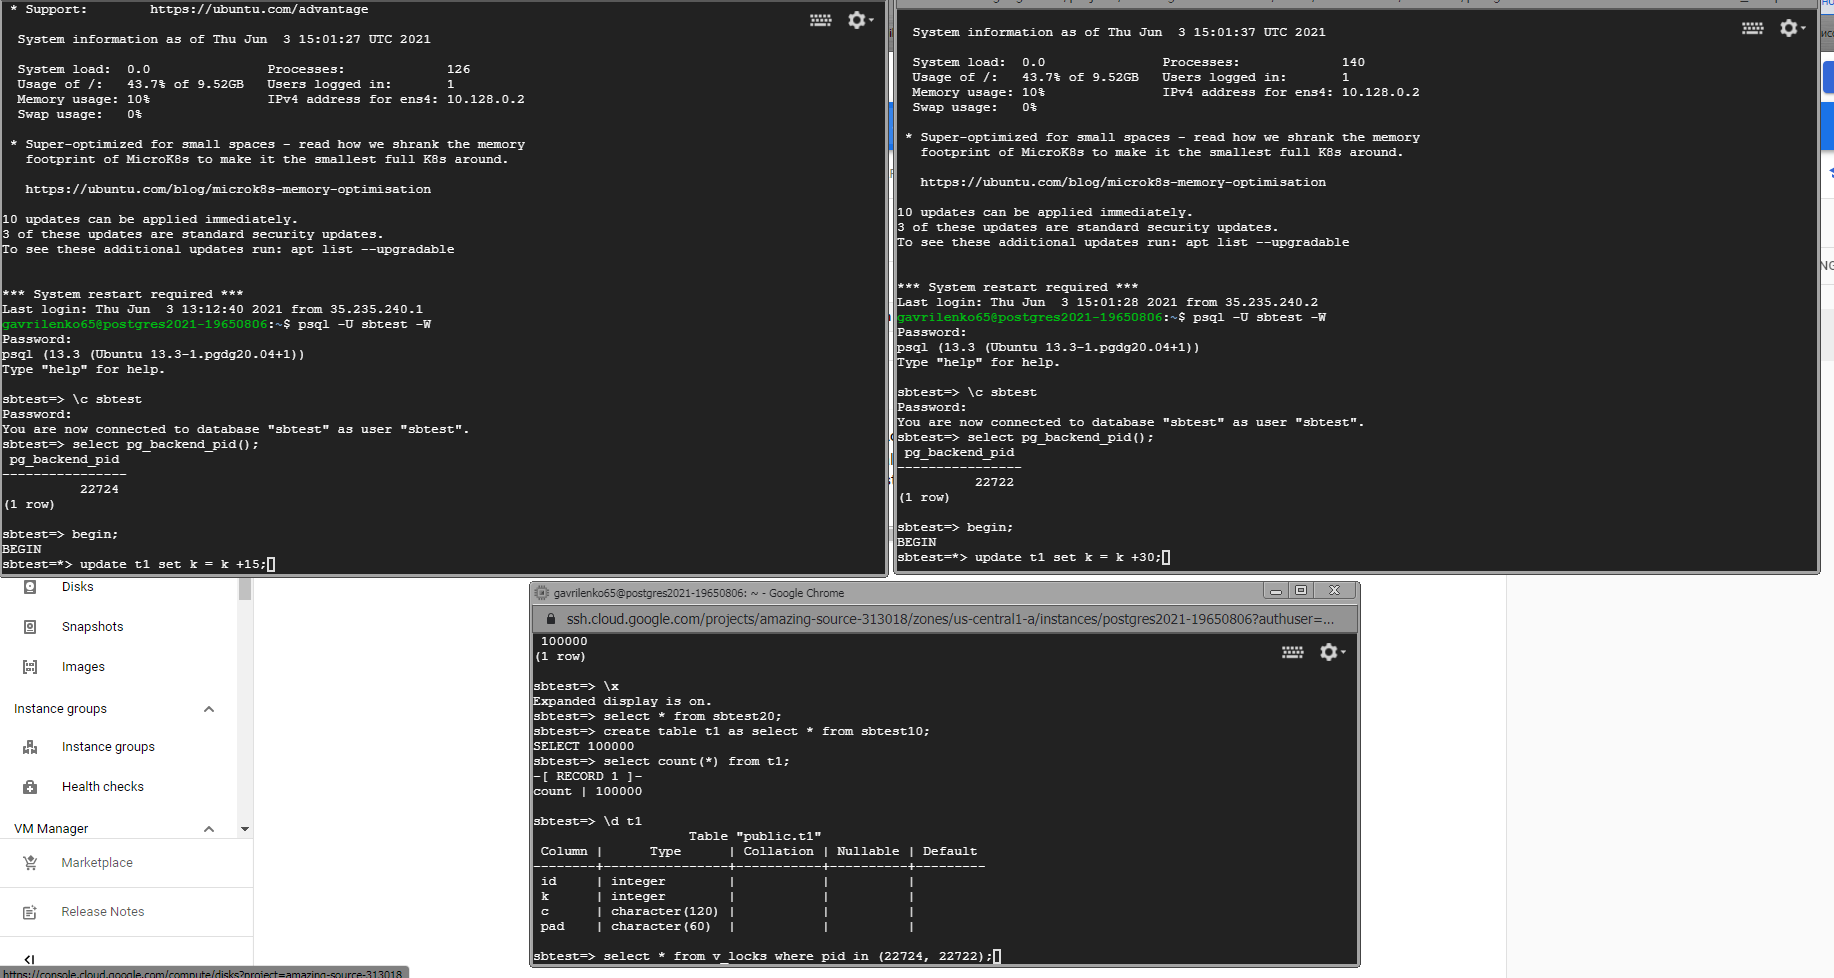 * Support:        https://ubuntu.com/advantage

  System information as of Thu Jun  3 15:01:27 UTC 2021

  System load:  0.0               Processes:             126
  Usage of /:   43.7% of 9.52GB   Users logged in:       1
  Memory usage: 10%               IPv4 address for ens4: 10.128.0.2
  Swap usage:   0%

 * Super-optimized for small spaces - read how we shrank the memory
   footprint of MicroK8s to make it the smallest full K8s around.

   https://ubuntu.com/blog/microk8s-memory-optimisation

10 updates can be applied immediately.
3 of these updates are standard security updates.
To see these additional updates run: apt list --upgradable


*** System restart required ***
Last login: Thu Jun  3 13:12:40 2021 from 35.235.240.1
gavrilenko65@postgres2021-19650806:~$ psql -U sbtest -W
Password:
psql (13.3 (Ubuntu 13.3-1.pgdg20.04+1))
Type "help" for help.

sbtest=> \c sbtest
Password:
You are now connected to database "sbtest" as user "sbtest".
sbtest=> select pg_backend_pid();
 pg_backend_pid
----------------
          22724
(1 row)

sbtest=> begin;
BEGIN
sbtest=*> update t1 set k = k +15;

  System information as of Thu Jun  3 15:01:37 UTC 2021

  System load:  0.0               Processes:             140
  Usage of /:   43.7% of 9.52GB   Users logged in:       1
  Memory usage: 10%               IPv4 address for ens4: 10.128.0.2
  Swap usage:   0%

 * Super-optimized for small spaces - read how we shrank the memory
   footprint of MicroK8s to make it the smallest full K8s around.

   https://ubuntu.com/blog/microk8s-memory-optimisation

10 updates can be applied immediately.
3 of these updates are standard security updates.
To see these additional updates run: apt list --upgradable


*** System restart required ***
Last login: Thu Jun  3 15:01:28 2021 from 35.235.240.2
gavrilenko65@postgres2021-19650806:~$ psql -U sbtest -W
Password:
psql (13.3 (Ubuntu 13.3-1.pgdg20.04+1))
Type "help" for help.

sbtest=> \c sbtest
Password:
You are now connected to database "sbtest" as user "sbtest".
sbtest=> select pg_backend_pid();
 pg_backend_pid
----------------
          22722
(1 row)

sbtest=> begin;
BEGIN
sbtest=*> update t1 set k = k +30;

Disks
Snapshots
Images
Instance groups
Instance groups
Health checks
VM Manager
Marketplace
Release Notes
https://console.cloud.google.com/compute/disks?project=amazing-source-313018

gavrilenko65@postgres2021-19650806: ~ - Google Chrome
ssh.cloud.google.com/projects/amazing-source-313018/zones/us-central1-a/instances/postgres2021-19650806?authuser=...
 100000
(1 row)

sbtest=> \x
Expanded display is on.
sbtest=> select * from sbtest20;
sbtest=> create table t1 as select * from sbtest10;
SELECT 100000
sbtest=> select count(*) from t1;
-[ RECORD 1 ]-
count | 100000

sbtest=> \d t1
                    Table "public.t1"
 Column |      Type      | Collation | Nullable | Default
--------+----------------+-----------+----------+---------
 id     | integer        |           |          |
 k      | integer        |           |          |
 c      | character(120) |           |          |
 pad    | character(60)  |           |          |

sbtest=> select * from v_locks where pid in (22724, 22722);